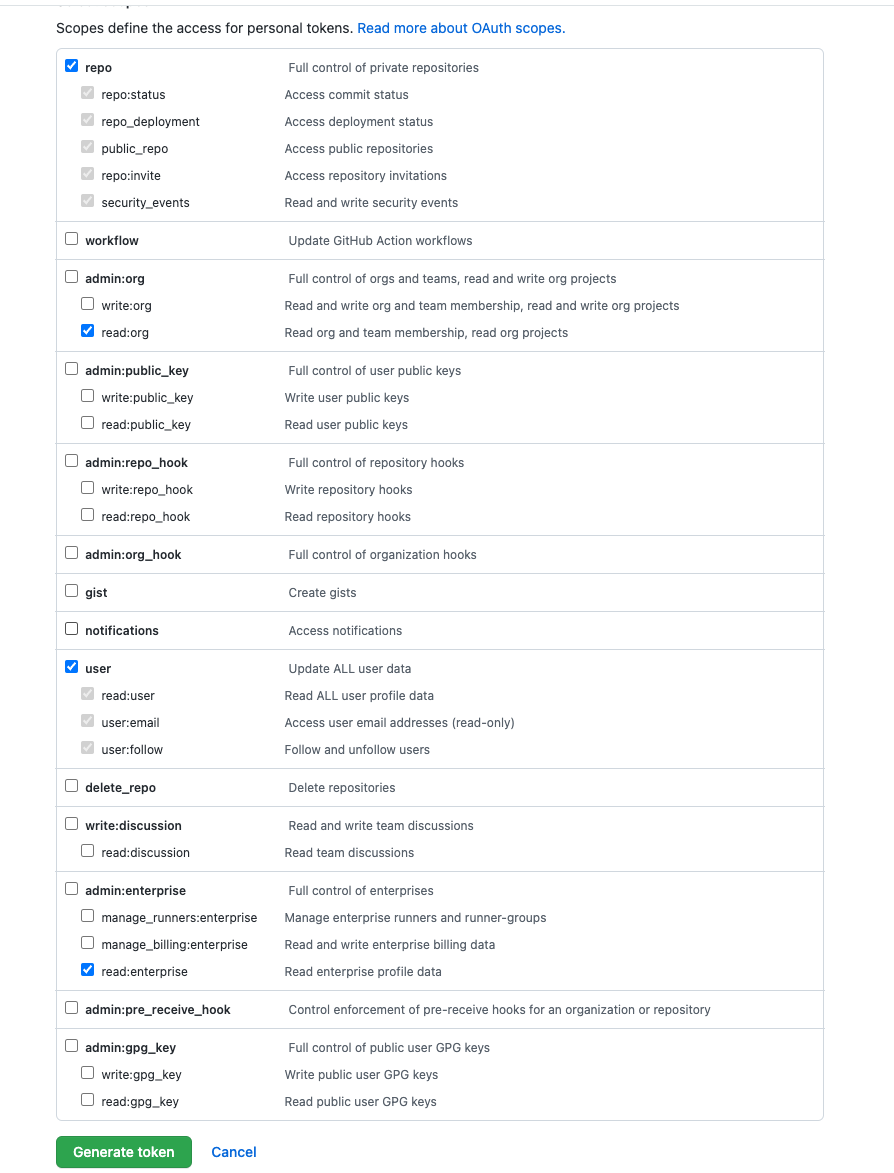 Scopes define the access for personal tokens. Read more about OAuth scopes.
repo Full control of private repositories
repo:status Access commit status
repo_deployment Access deployment status
public_repo Access public repositories
repo:invite Access repository invitations
security_events Read and write security events
workflow Update GitHub Action workflows
admin:org Full control of orgs and teams, read and write org projects
write:org Read and write org and team membership, read and write org projects
read:org Read org and team membership, read org projects
admin:public_key Full control of user public keys
write:public_key Write user public keys
read:public_key Read user public keys
admin:repo_hook Full control of repository hooks
write:repo_hook Write repository hooks
read:repo_hook Read repository hooks
admin:org_hook Full control of organization hooks
gist Create gists
notifications Access notifications
user Update ALL user data
read:user Read ALL user profile data
user:email Access user email addresses (read-only)
user:follow Follow and unfollow users
delete_repo Delete repositories
write:discussion Read and write team discussions
read:discussion Read team discussions
admin:enterprise Full control of enterprises
manage_runners:enterprise Manage enterprise runners and runner-groups
manage_billing:enterprise Read and write enterprise billing data
read:enterprise Read enterprise profile data
admin:pre_receive_hook Control enforcement of pre-receive hooks for an organization or repository
admin:gpg_key Full control of public user GPG keys
write:gpg_key Write public user GPG keys
read:gpg_key Read public user GPG keys
Generate token Cancel